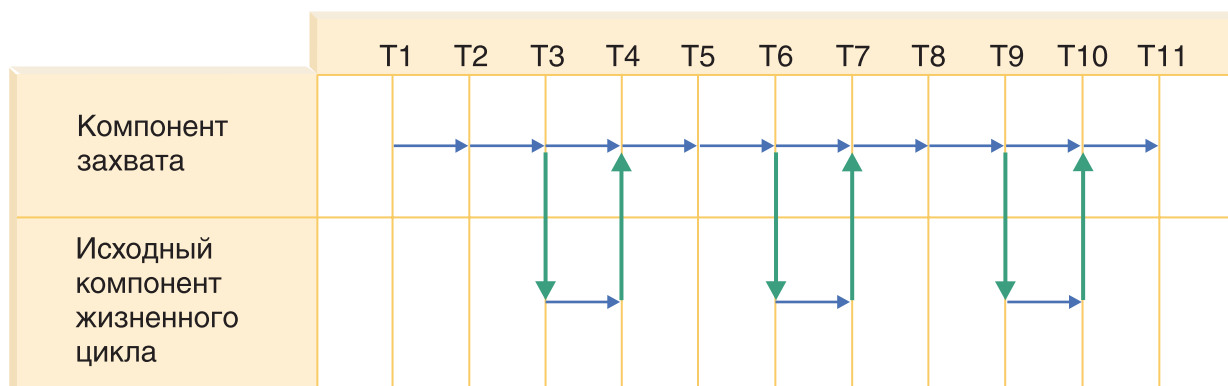 T1 T2 T3 T4 T5 T6 T7 T8 T9 T10 T11
Компонент
захвата
Исходный
компонент
жизненного
цикла